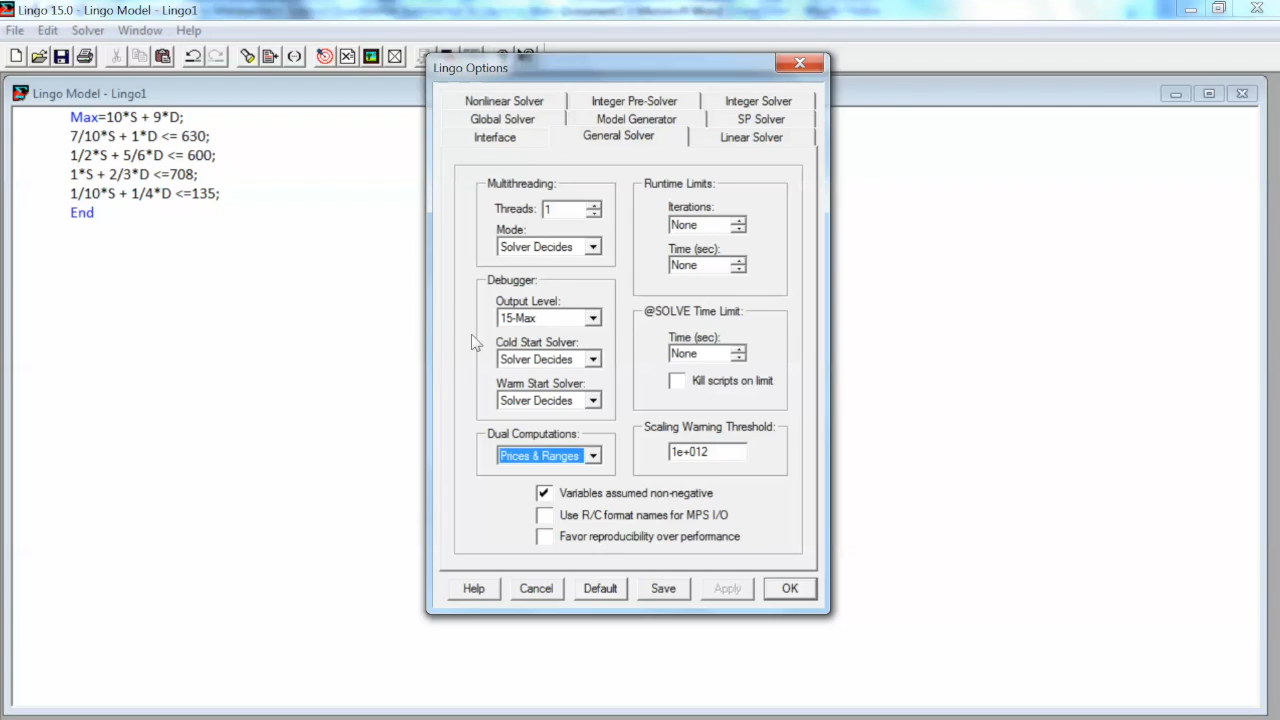 Lingo 15.0 - Lingo Model - Lingo1
File Edit Solver Window Help
Lingo Model - Lingo1
Max=10*S + 9*D;
7/10*S + 1*D <= 630;
1/2*S + 5/6*D <= 600;
1*S + 2/3*D <=708;
1/10*S + 1/4*D <=135;
End
Lingo Options
Nonlinear Solver Integer Pre-Solver Integer Solver
Global Solver Model Generator SP Solver
Interface General Solver Linear Solver
Multithreading:
Threads: 1
Mode:
Solver Decides
Debugger:
Output Level:
15-Max
Cold Start Solver:
Solver Decides
Warm Start Solver:
Solver Decides
Dual Computations:
Prices & Ranges
Runtime Limits:
Iterations:
None
Time (sec):
None
@SOLVE Time Limit:
Time (sec):
None
Kill scripts on limit
Scaling Warning Threshold:
1e+012
Variables assumed non-negative
Use R/C format names for MPS I/O
Favor reproducibility over performance
Help Cancel Default Save Apply OK